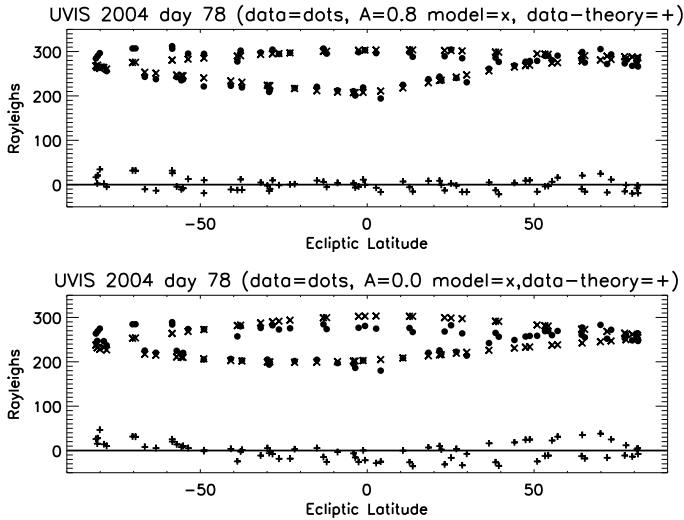 UVIS 2004 day 78 (data=dots, A=0.8 model=x, data-theory=+)
300
200
100
0
Rayleighs
-50 0 50
Ecliptic Latitude
UVIS 2004 day 78 (data=dots, A=0.0 model=x,data-theory=+)
300
200
100
0
Rayleighs
-50 0 50
Ecliptic Latitude